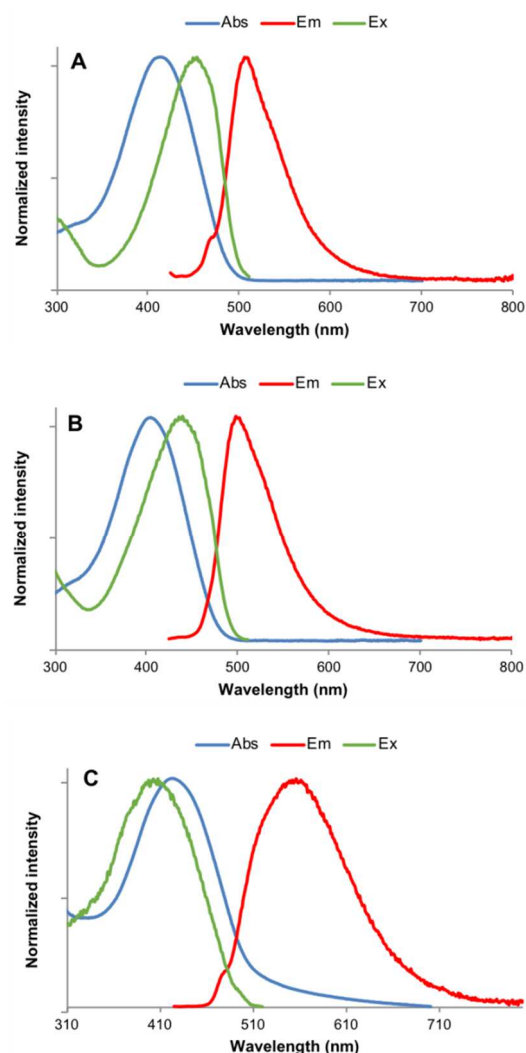 Abs Em Ex
A
Normalized intensity
300 400 500 600 700 800
Wavelength (nm)
Abs Em Ex
B
Normalized intensity
300 400 500 600 700 800
Wavelength (nm)
Abs Em Ex
C
Normalized intensity
310 410 510 610 710
Wavelength (nm)